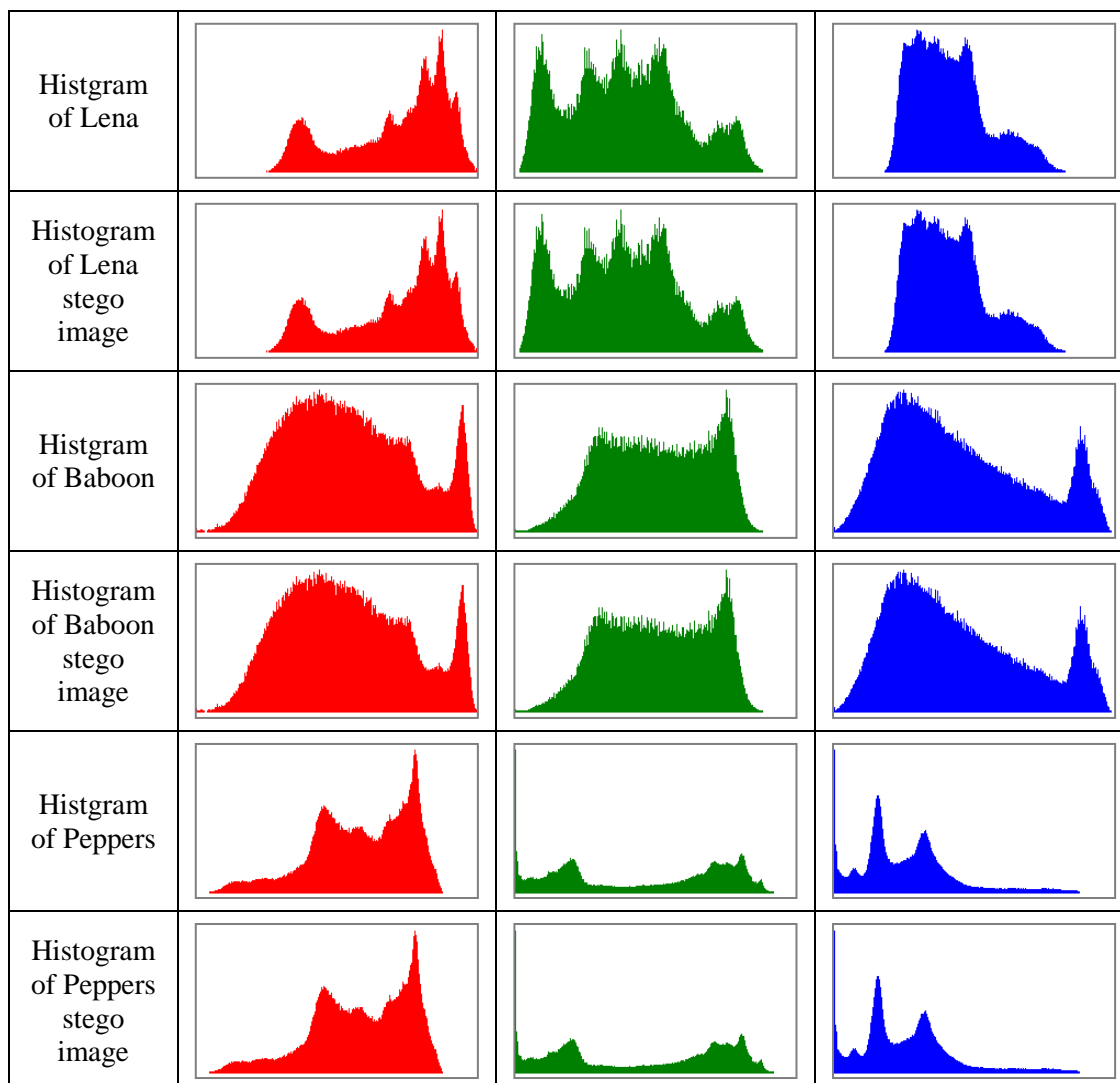 Histgram
of Lena
Histogram
of Lena
stego
image
Histgram
of Baboon
Histogram
of Baboon
stego
image
Histgram
of Peppers
Histogram
of Peppers
stego
image